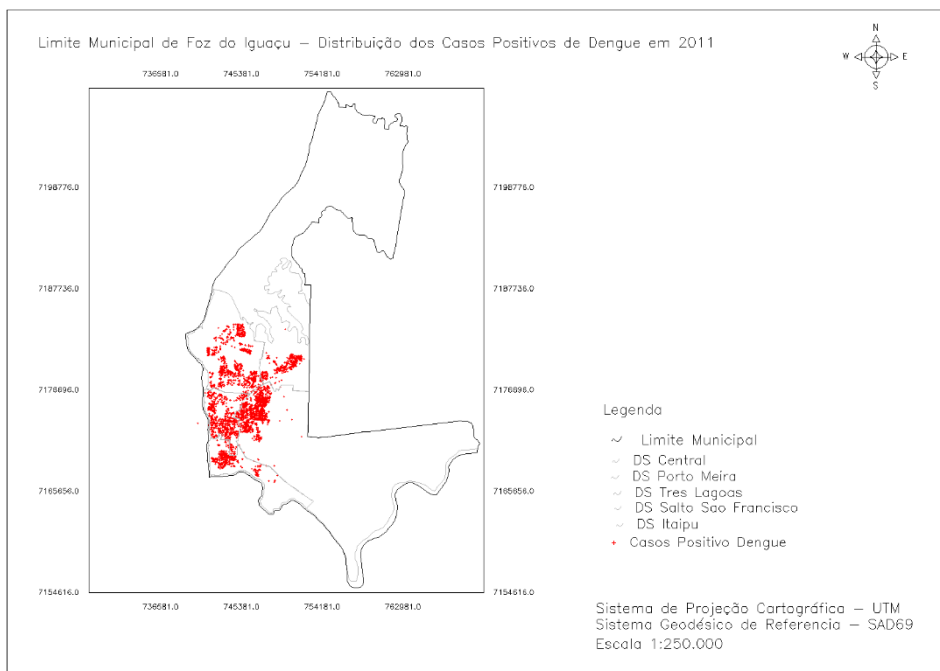 Limite Municipal de Foz do Iguaçu – Distribuição dos Casos Positivos de Dengue em 2011
N
W E
S
736581.0 745381.0 754181.0 762981.0
7198776.0 7198776.0
7187736.0 7187736.0
7176696.0 7176696.0
7165656.0 7165656.0
7154616.0 7154616.0
736581.0 745381.0 754181.0 762981.0
Legenda
Limite Municipal
DS Central
DS Porto Meira
DS Tres Lagoas
DS Salto Sao Francisco
DS Itaipu
Casos Positivo Dengue
Sistema de Projeção Cartográfica – UTM
Sistema Geodésico de Referencia – SAD69
Escala 1:250.000